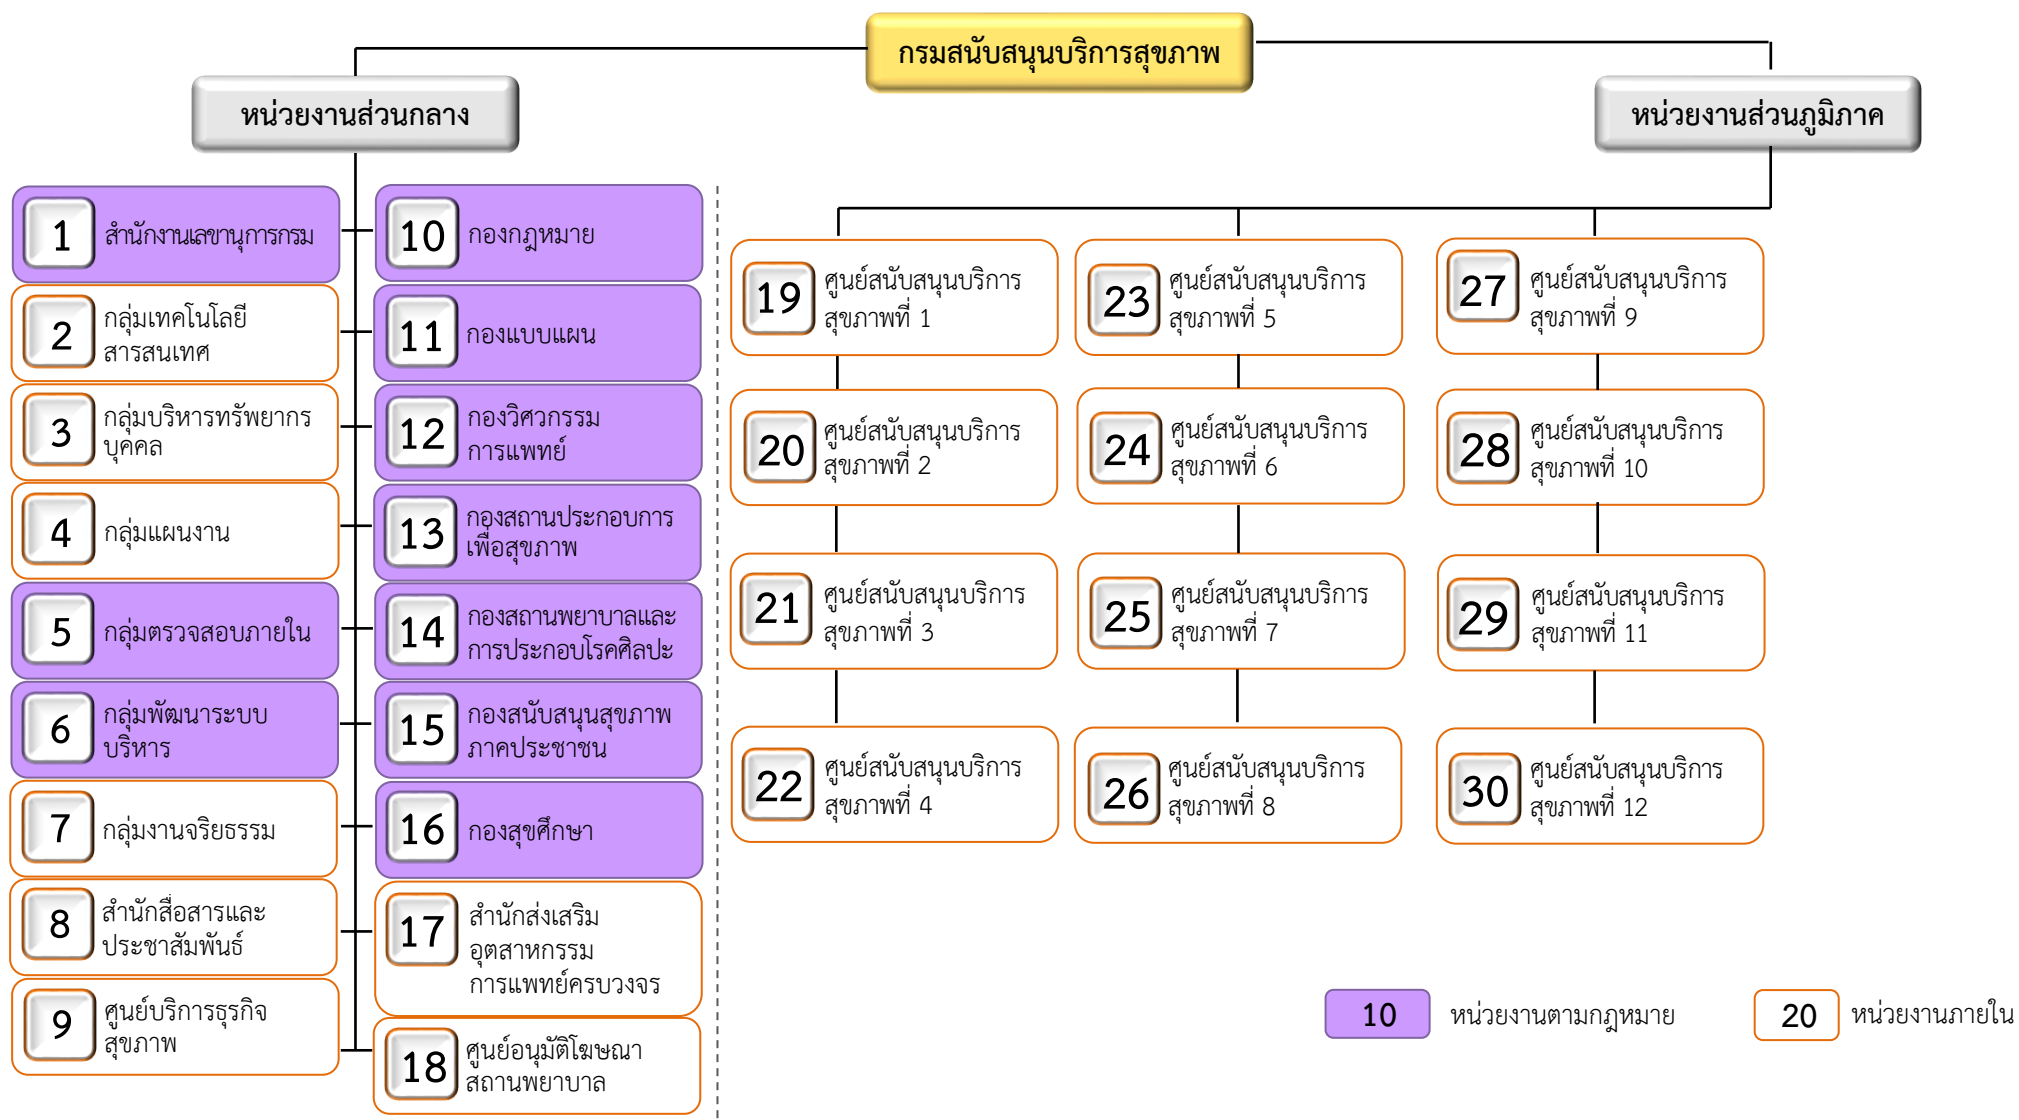 กรมสนับสนุนบริการสุขภาพ
หน่วยงานส่วนกลาง
หน่วยงานส่วนภูมิภาค
1
สำนักงานเลขานุการกรม
2
กลุ่มเทคโนโลยี
สารสนเทศ
3
กลุ่มบริหารทรัพยากร
บุคคล
4
กลุ่มแผนงาน
5
กลุ่มตรวจสอบภายใน
6
กลุ่มพัฒนาระบบ
บริหาร
7
กลุ่มงานจริยธรรม
8
สำนักสื่อสารและ
ประชาสัมพันธ์
9
ศูนย์บริการธุรกิจ
สุขภาพ
10
กองกฎหมาย
11
กองแบบแผน
12
กองวิศวกรรม
การแพทย์
13
กองสถานประกอบการ
เพื่อสุขภาพ
14
กองสถานพยาบาลและ
การประกอบโรคศิลปะ
15
กองสนับสนุนสุขภาพ
ภาคประชาชน
16
กองสุขศึกษา
17
สำนักส่งเสริม
อุตสาหกรรม
การแพทย์ครบวงจร
18
ศูนย์อนุมัติโฆษณา
สถานพยาบาล
19
ศูนย์สนับสนุนบริการ
สุขภาพที่ 1
20
ศูนย์สนับสนุนบริการ
สุขภาพที่ 2
21
ศูนย์สนับสนุนบริการ
สุขภาพที่ 3
22
ศูนย์สนับสนุนบริการ
สุขภาพที่ 4
23
ศูนย์สนับสนุนบริการ
สุขภาพที่ 5
24
ศูนย์สนับสนุนบริการ
สุขภาพที่ 6
25
ศูนย์สนับสนุนบริการ
สุขภาพที่ 7
26
ศูนย์สนับสนุนบริการ
สุขภาพที่ 8
27
ศูนย์สนับสนุนบริการ
สุขภาพที่ 9
28
ศูนย์สนับสนุนบริการ
สุขภาพที่ 10
29
ศูนย์สนับสนุนบริการ
สุขภาพที่ 11
30
ศูนย์สนับสนุนบริการ
สุขภาพที่ 12
10 หน่วยงานตามกฎหมาย
20 หน่วยงานภายใน